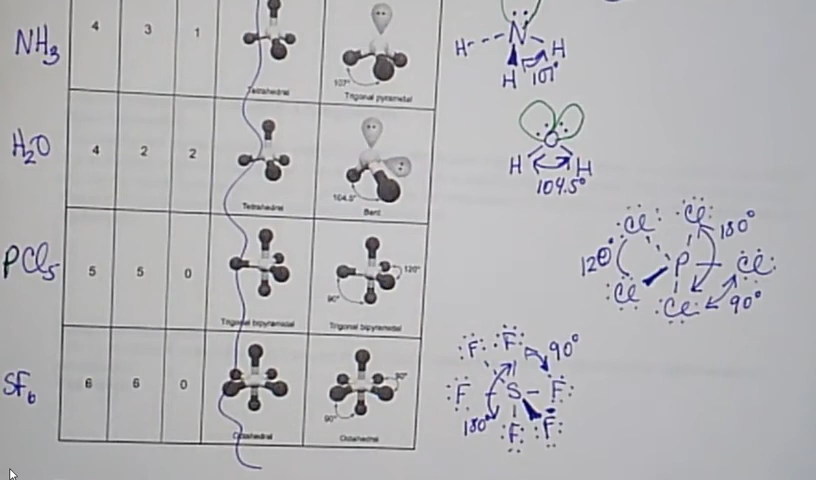 NH₃ 4 3 1 Tetrahedral 107° Trigonal pyramidal
N
H H
H 107°
H₂O 4 2 2 Tetrahedral 104.5° Bent
O
H H
104.5°
PCl₅ 5 5 0 Trigonal bipyramidal 120° 90° Trigonal bipyramidal
Cl Cl 180°
120° P Cl
Cl Cl 90°
SF₆ 6 6 0 Octahedral 90° 90° Octahedral
F F 90°
F S F
180° F F